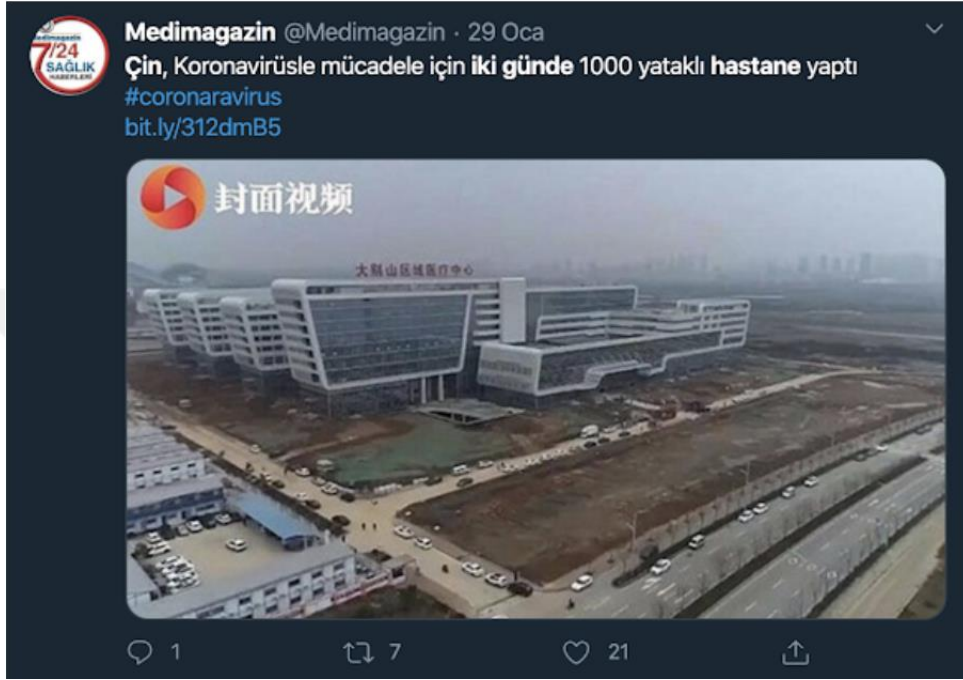 Medimagazin @Medimagazin · 29 Oca
medimagazin
7/24
SAĞLIK
HABERLERİ
Çin, Koronavirüsle mücadele için iki günde 1000 yataklı hastane yaptı
#coronaravirus
bit.ly/312dmB5
封面视频
大别山区域医疗中心
1 7 21